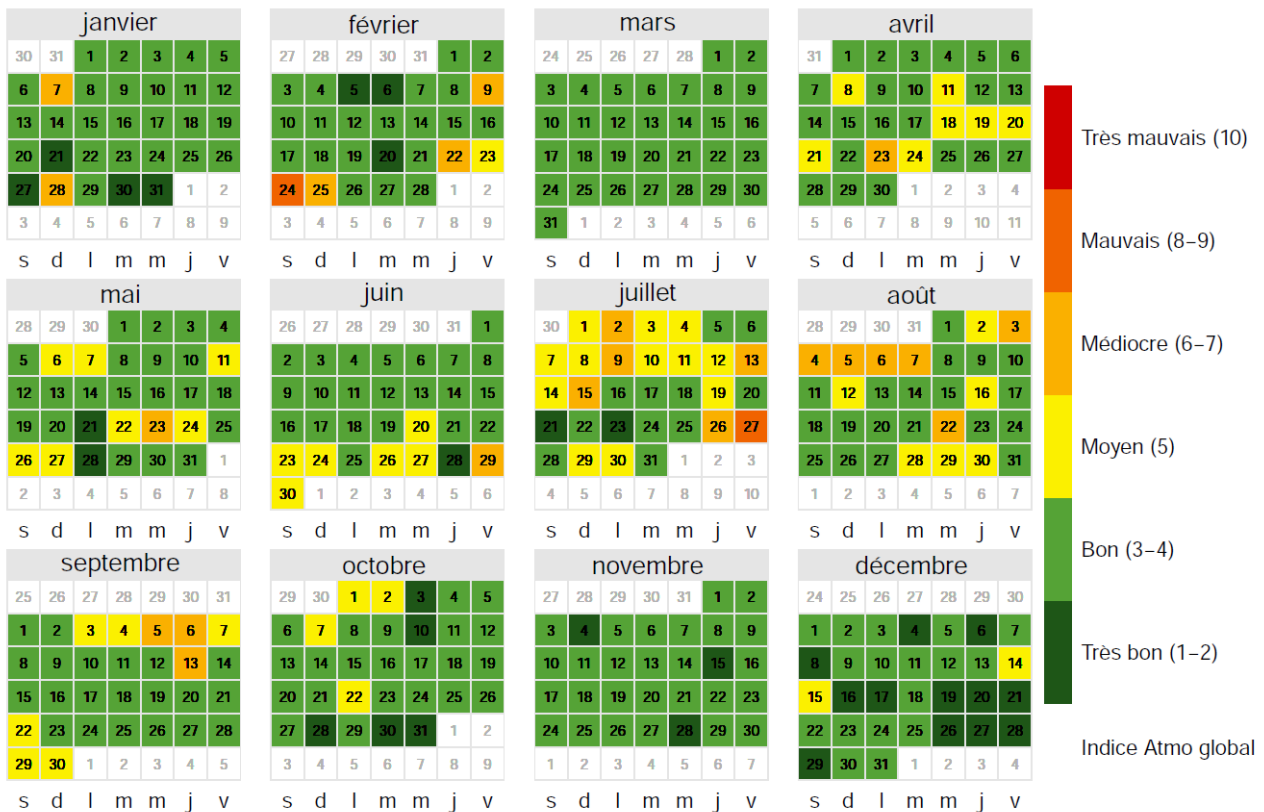 janvier
30 31 1 2 3 4 5
6 7 8 9 10 11 12
13 14 15 16 17 18 19
20 21 22 23 24 25 26
27 28 29 30 31 1 2
3 4 5 6 7 8 9
s d l m m j v
février
27 28 29 30 31 1 2
3 4 5 6 7 8 9
10 11 12 13 14 15 16
17 18 19 20 21 22 23
24 25 26 27 28 1 2
3 4 5 6 7 8 9
s d l m m j v
mars
24 25 26 27 28 1 2
3 4 5 6 7 8 9
10 11 12 13 14 15 16
17 18 19 20 21 22 23
24 25 26 27 28 29 30
31 1 2 3 4 5 6
s d l m m j v
avril
31 1 2 3 4 5 6
7 8 9 10 11 12 13
14 15 16 17 18 19 20
21 22 23 24 25 26 27
28 29 30 1 2 3 4
5 6 7 8 9 10 11
s d l m m j v
mai
28 29 30 1 2 3 4
5 6 7 8 9 10 11
12 13 14 15 16 17 18
19 20 21 22 23 24 25
26 27 28 29 30 31 1
2 3 4 5 6 7 8
s d l m m j v
juin
26 27 28 29 30 31 1
2 3 4 5 6 7 8
9 10 11 12 13 14 15
16 17 18 19 20 21 22
23 24 25 26 27 28 29
30 1 2 3 4 5 6
s d l m m j v
juillet
30 1 2 3 4 5 6
7 8 9 10 11 12 13
14 15 16 17 18 19 20
21 22 23 24 25 26 27
28 29 30 31 1 2 3
4 5 6 7 8 9 10
s d l m m j v
août
28 29 30 31 1 2 3
4 5 6 7 8 9 10
11 12 13 14 15 16 17
18 19 20 21 22 23 24
25 26 27 28 29 30 31
1 2 3 4 5 6 7
s d l m m j v
septembre
25 26 27 28 29 30 31
1 2 3 4 5 6 7
8 9 10 11 12 13 14
15 16 17 18 19 20 21
22 23 24 25 26 27 28
29 30 1 2 3 4 5
s d l m m j v
octobre
29 30 1 2 3 4 5
6 7 8 9 10 11 12
13 14 15 16 17 18 19
20 21 22 23 24 25 26
27 28 29 30 31 1 2
3 4 5 6 7 8 9
s d l m m j v
novembre
27 28 29 30 31 1 2
3 4 5 6 7 8 9
10 11 12 13 14 15 16
17 18 19 20 21 22 23
24 25 26 27 28 29 30
1 2 3 4 5 6 7
s d l m m j v
décembre
24 25 26 27 28 29 30
1 2 3 4 5 6 7
8 9 10 11 12 13 14
15 16 17 18 19 20 21
22 23 24 25 26 27 28
29 30 31 1 2 3 4
s d l m m j v
Très mauvais (10)
Mauvais (8–9)
Médiocre (6–7)
Moyen (5)
Bon (3–4)
Très bon (1–2)
Indice Atmo global